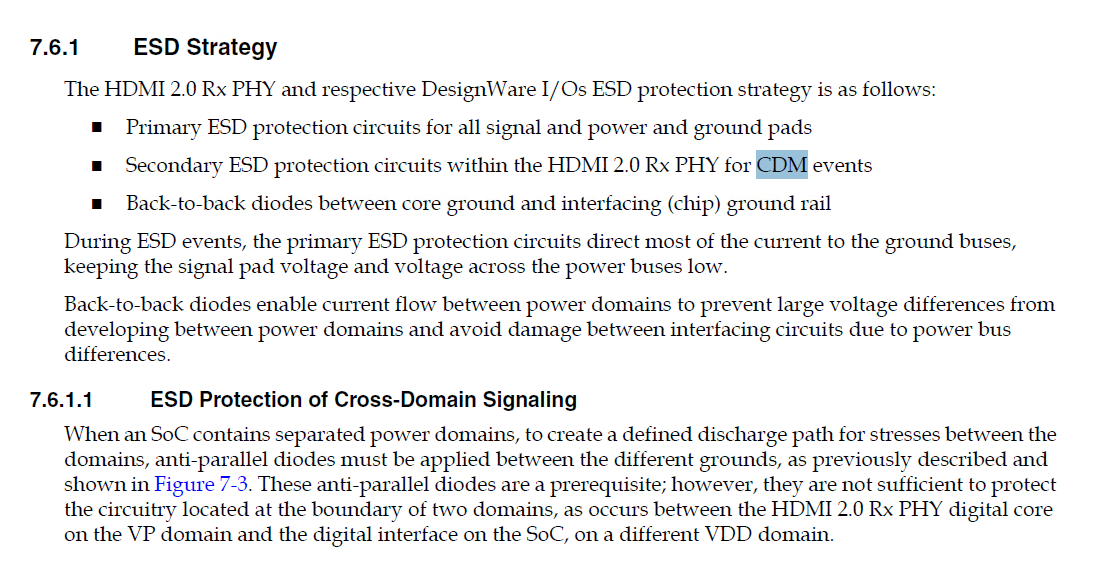 7.6.1 ESD Strategy
The HDMI 2.0 Rx PHY and respective DesignWare I/Os ESD protection strategy is as follows:
■ Primary ESD protection circuits for all signal and power and ground pads
■ Secondary ESD protection circuits within the HDMI 2.0 Rx PHY for CDM events
■ Back-to-back diodes between core ground and interfacing (chip) ground rail
During ESD events, the primary ESD protection circuits direct most of the current to the ground buses,
keeping the signal pad voltage and voltage across the power buses low.
Back-to-back diodes enable current flow between power domains to prevent large voltage differences from
developing between power domains and avoid damage between interfacing circuits due to power bus
differences.
7.6.1.1 ESD Protection of Cross-Domain Signaling
When an SoC contains separated power domains, to create a defined discharge path for stresses between the
domains, anti-parallel diodes must be applied between the different grounds, as previously described and
shown in Figure 7-3. These anti-parallel diodes are a prerequisite; however, they are not sufficient to protect
the circuitry located at the boundary of two domains, as occurs between the HDMI 2.0 Rx PHY digital core
on the VP domain and the digital interface on the SoC, on a different VDD domain.